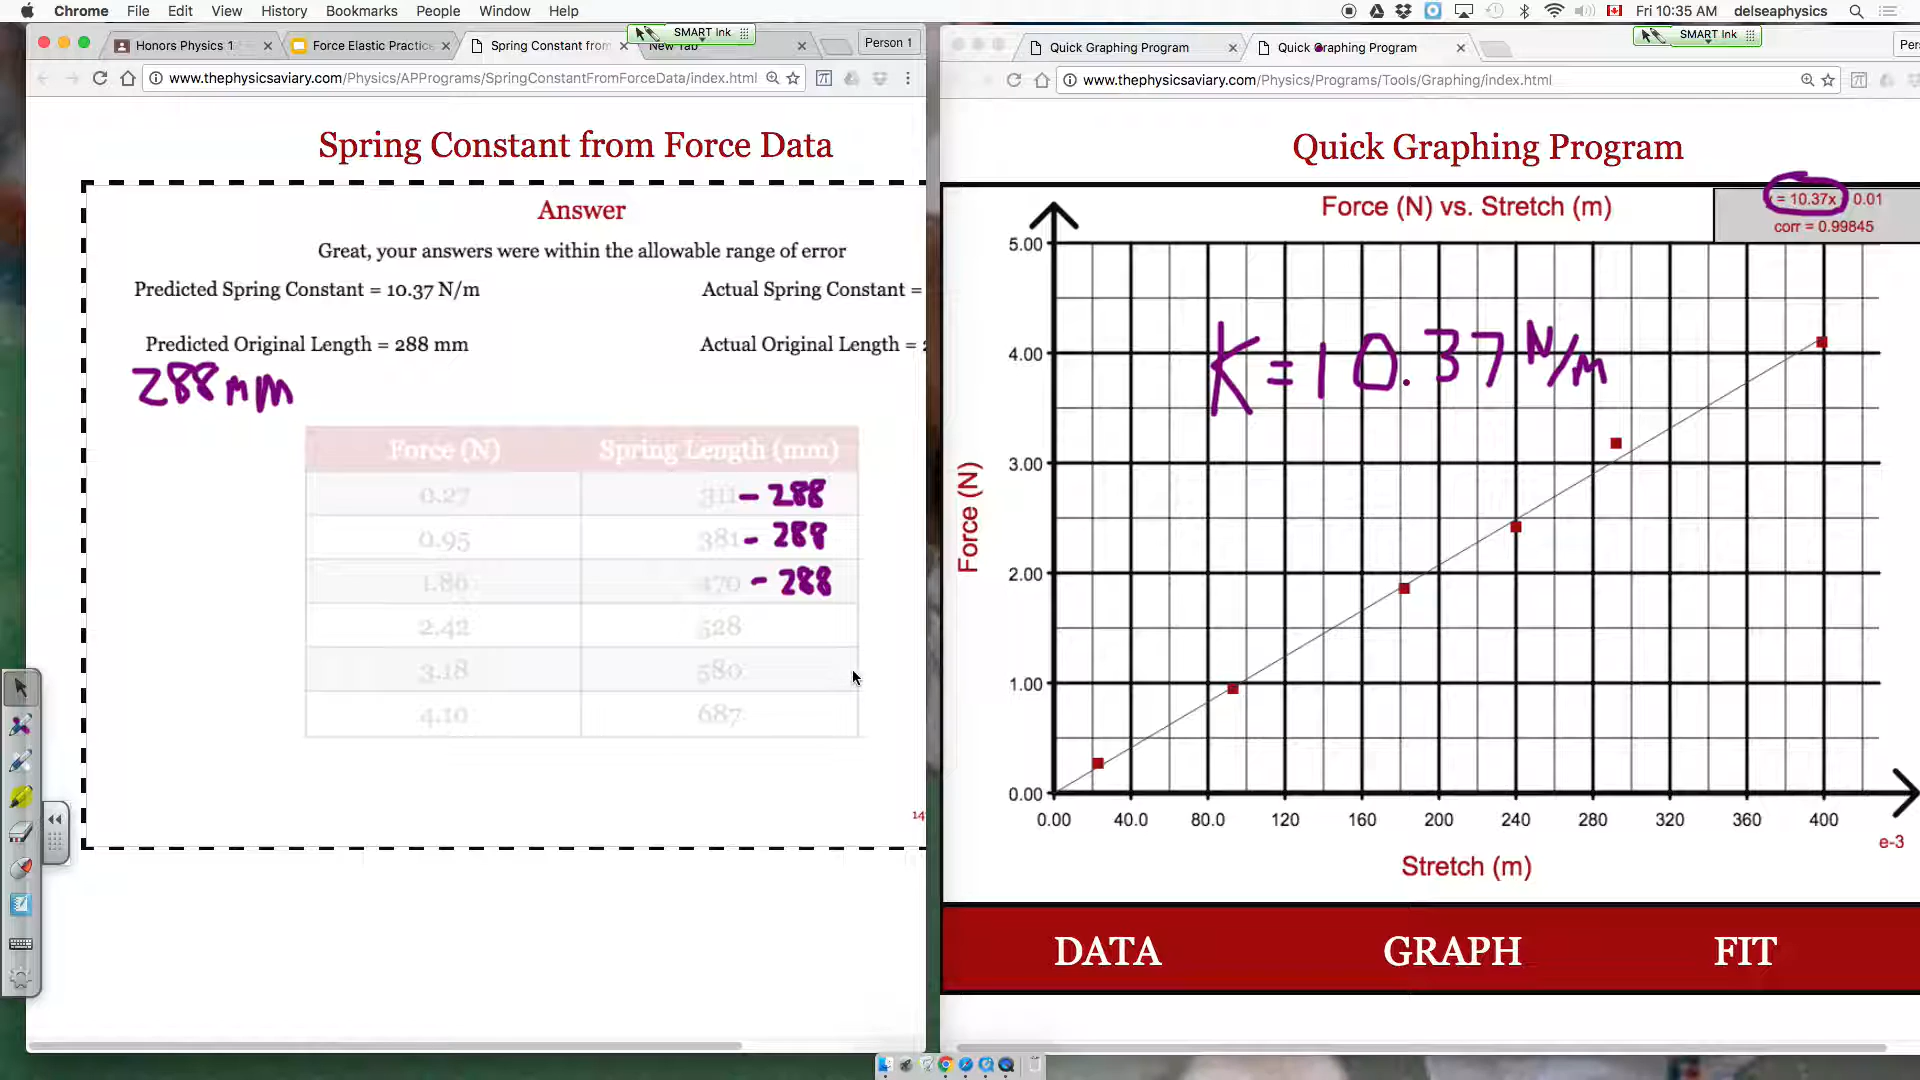 Chrome File Edit View History Bookmarks People Window Help
Fri 10:35 AM delseaphysics
SMART Ink
SMART Ink
Honors Physics 1
Force Elastic Practice
Spring Constant from
New Tab
Person 1
www.thephysicsaviary.com/Physics/APPrograms/SpringConstantFromForceData/index.html
Spring Constant from Force Data
Answer
Great, your answers were within the allowable range of error
Predicted Spring Constant = 10.37 N/m
Actual Spring Constant =
Predicted Original Length = 288 mm
Actual Original Length =
288 mm
Force (N) Spring Length (mm)
0.27 311 - 288
0.95 381 - 288
1.86 470 - 288
2.42 528
3.18 580
4.10 687
14
Quick Graphing Program
Quick Graphing Program
www.thephysicsaviary.com/Physics/Programs/Tools/Graphing/index.html
Quick Graphing Program
Force (N) vs. Stretch (m)
= 10.37x 0.01
corr = 0.99845
K = 10.37 N/m
Force (N)
5.00
4.00
3.00
2.00
1.00
0.00
0.00 40.0 80.0 120 160 200 240 280 320 360 400
e-3
Stretch (m)
DATA GRAPH FIT